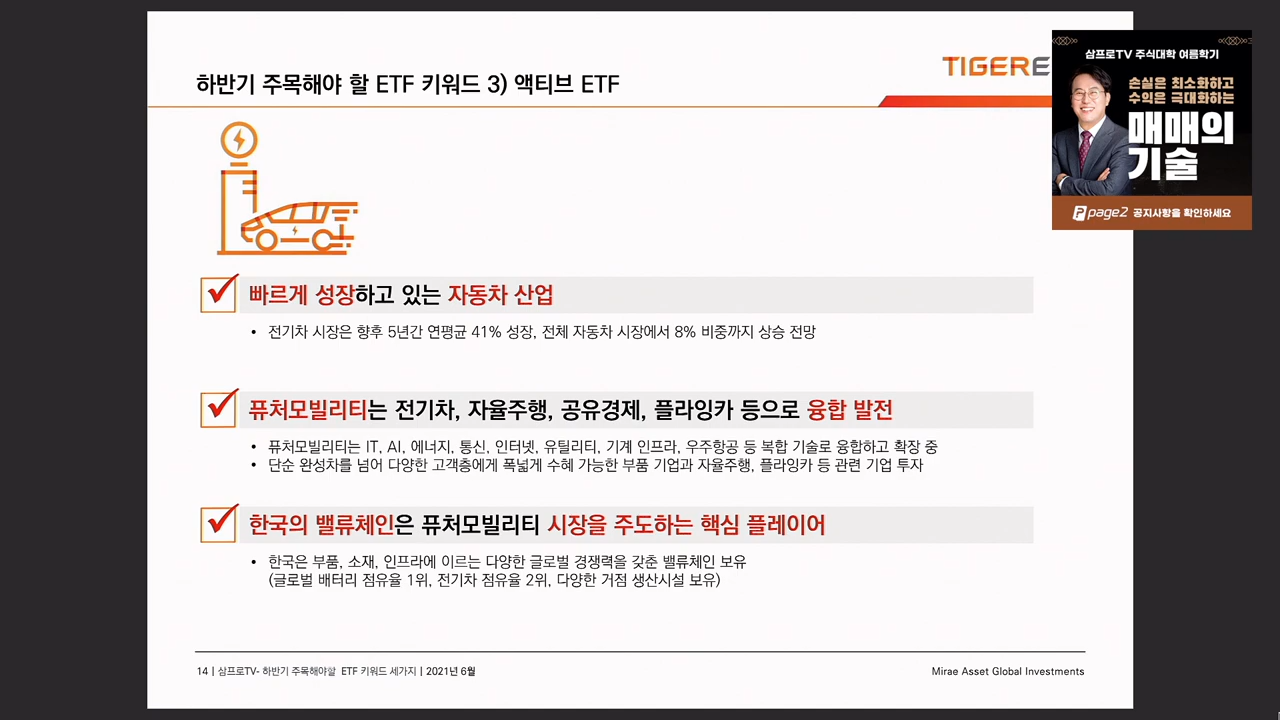 하반기 주목해야 할 ETF 키워드 3) 액티브 ETF
TIGERE
삼프로TV 주식대학 여름학기
손실은 최소화하고
수익은 극대화하는
매매의
기술
page2 공지사항을 확인하세요
빠르게 성장하고 있는 자동차 산업
• 전기차 시장은 향후 5년간 연평균 41% 성장, 전체 자동차 시장에서 8% 비중까지 상승 전망
퓨처모빌리티는 전기차, 자율주행, 공유경제, 플라잉카 등으로 융합 발전
• 퓨처모빌리티는 IT, AI, 에너지, 통신, 인터넷, 유틸리티, 기계 인프라, 우주항공 등 복합 기술로 융합하고 확장 중
• 단순 완성차를 넘어 다양한 고객층에게 폭넓게 수혜 가능한 부품 기업과 자율주행, 플라잉카 등 관련 기업 투자
한국의 밸류체인은 퓨처모빌리티 시장을 주도하는 핵심 플레이어
• 한국은 부품, 소재, 인프라에 이르는 다양한 글로벌 경쟁력을 갖춘 밸류체인 보유
(글로벌 배터리 점유율 1위, 전기차 점유율 2위, 다양한 거점 생산시설 보유)
14 | 삼프로TV- 하반기 주목해야할 ETF 키워드 세가지 | 2021년 6월
Mirae Asset Global Investments